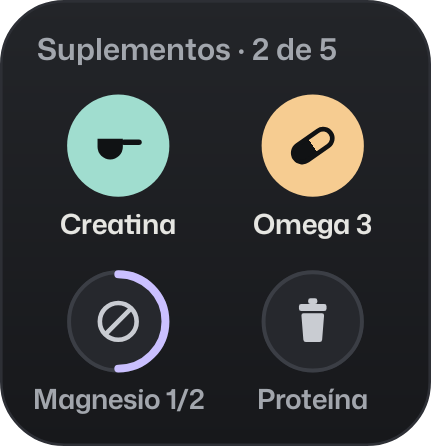 Suplementos · 2 de 5
Creatina
Omega 3
Magnesio 1/2
Proteína